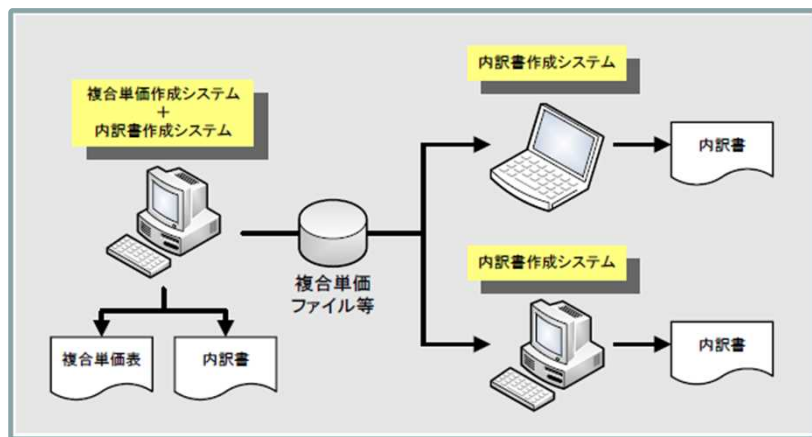 複合単価作成システム
+
内訳書作成システム
複合単価表
内訳書
複合単価
ファイル等
内訳書作成システム
内訳書
内訳書作成システム
内訳書